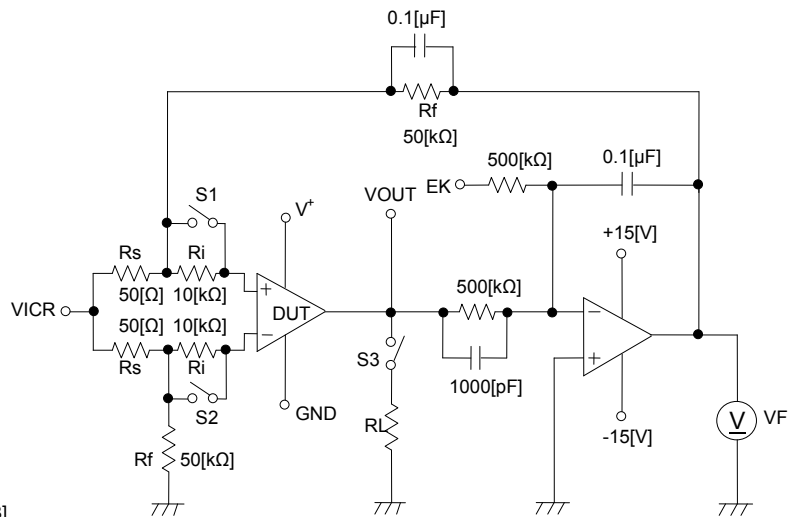 0.1[µF]
Rf
50[kΩ]
500[kΩ]
0.1[µF]
EK
VOUT
S1
V+
+15[V]
Rs
Ri
50[Ω]
10[kΩ]
VICR
+
DUT
500[kΩ]
50[Ω]
10[kΩ]
−
−
Rs
Ri
S3
+
1000[pF]
S2
GND
RL
-15[V]
V
VF
Rf
50[kΩ]